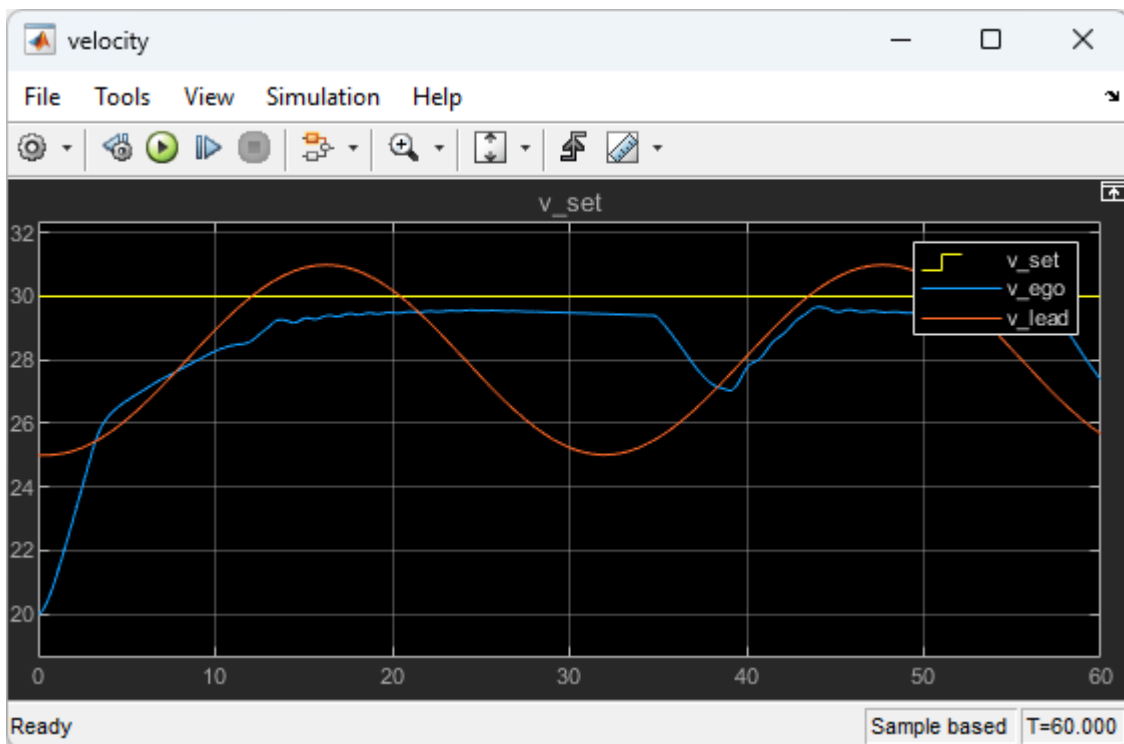 velocity
File Tools View Simulation Help
v_set
32
30
28
26
24
22
20
0 10 20 30 40 50 60
v_set
v_ego
v_lead
Ready Sample based T=60.000